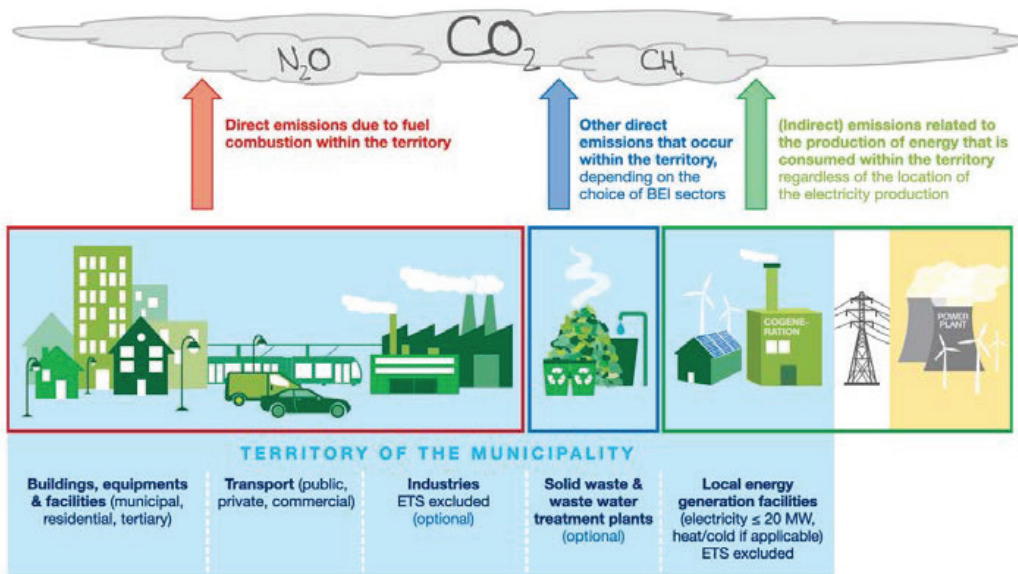 CO₂
N₂O
CH₄
Direct emissions due to fuel
combustion within the territory
Other direct
emissions that occur
within the territory,
depending on the
choice of BEI sectors
(Indirect) emissions related to
the production of energy that is
consumed within the territory
regardless of the location of
the electricity production
COGENE-
RATION
POWER
PLANT
TERRITORY OF THE MUNICIPALITY
Buildings, equipments
& facilities (municipal,
residential, tertiary)
Transport (public,
private, commercial)
Industries
ETS excluded
(optional)
Solid waste &
waste water
treatment plants
(optional)
Local energy
generation facilities
(electricity ≤ 20 MW,
heat/cold if applicable)
ETS excluded